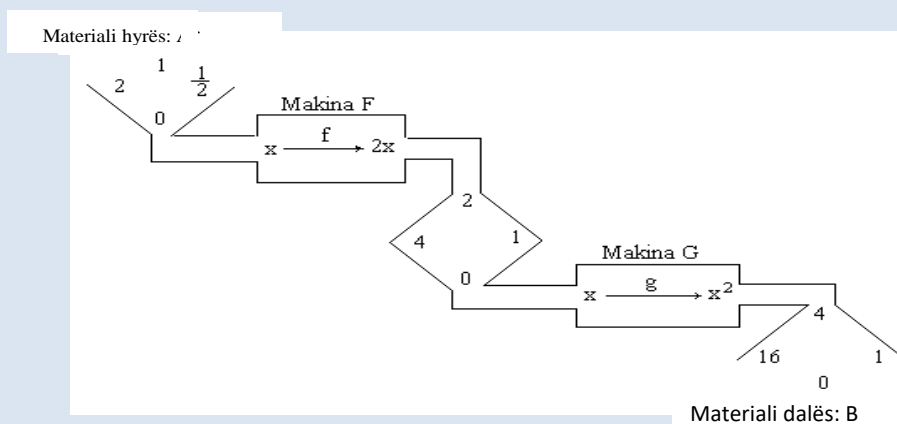 Materiali hyrës:
1
2 1/2
0
Makina F
x f 2x
2
4 1
0
Makina G
x g x²
4
16 1
0
Materiali dalës: B